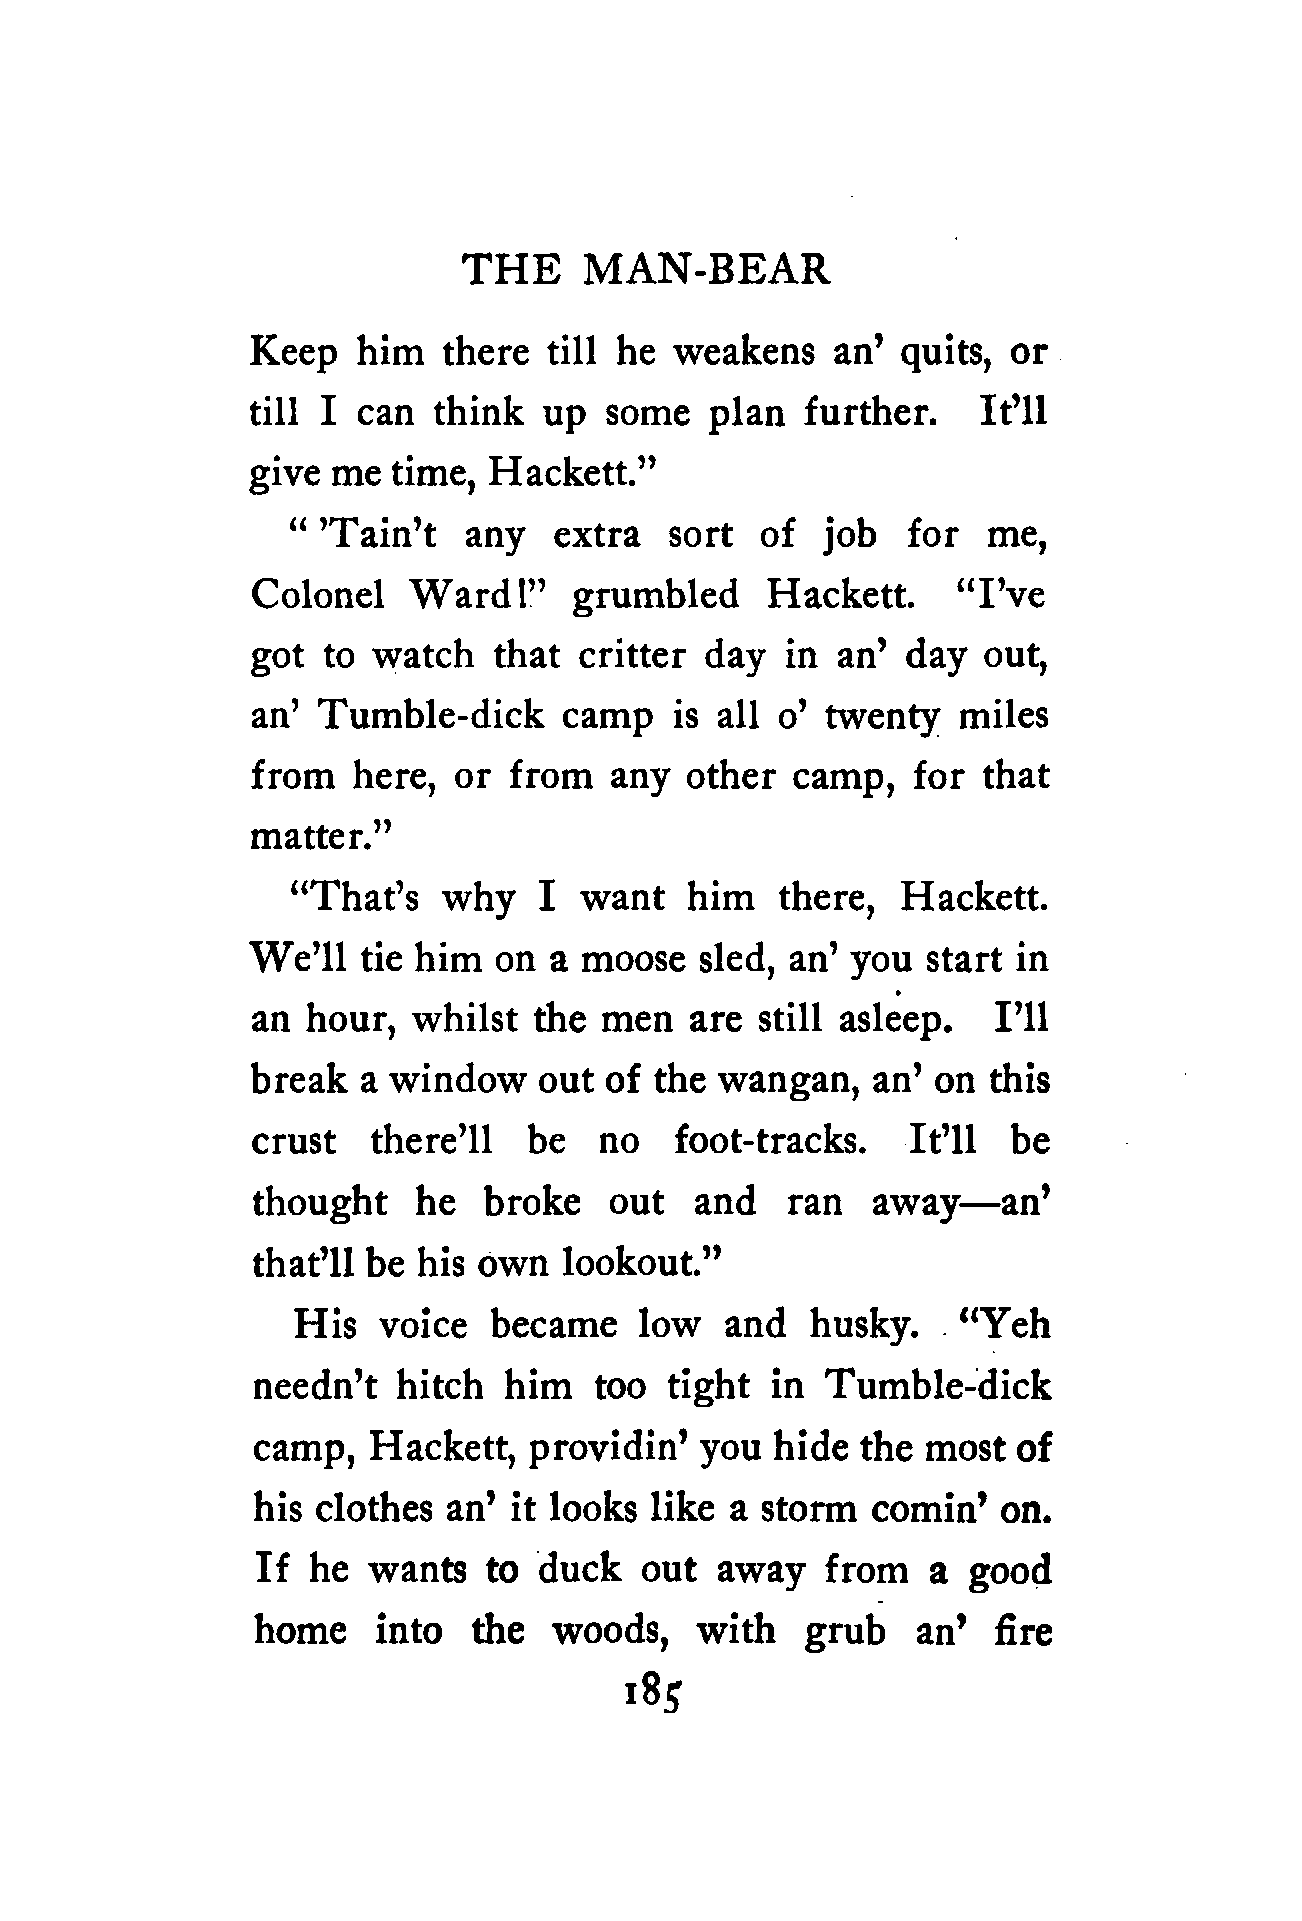 THE MAN-BEAR
Keep him there till he weakens an' quits, or
till I can think up some plan further. It'll
give me time, Hackett."
" 'Tain't any extra sort of job for me,
Colonel Ward!" grumbled Hackett. "I've
got to watch that critter day in an' day out,
an' Tumble-dick camp is all o' twenty miles
from here, or from any other camp, for that
matter."
"That's why I want him there, Hackett.
We'll tie him on a moose sled, an' you start in
an hour, whilst the men are still asleep. I'll
break a window out of the wangan, an' on this
crust there'll be no foot-tracks. It'll be
thought he broke out and ran away—an'
that'll be his own lookout."
His voice became low and husky. "Yeh
needn't hitch him too tight in Tumble-dick
camp, Hackett, providin' you hide the most of
his clothes an' it looks like a storm comin' on.
If he wants to duck out away from a good
home into the woods, with grub an' fire
185